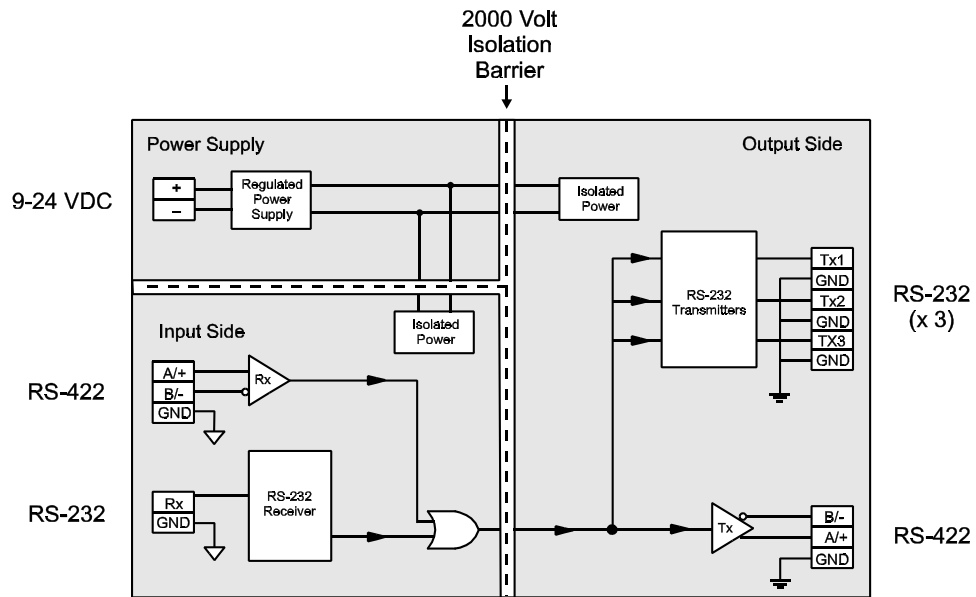 2000 Volt
Isolation
Barrier
Power Supply
Output Side
9-24 VDC
+
–
Regulated
Power
Supply
Isolated
Power
RS-232
Transmitters
Tx1
GND
Tx2
GND
TX3
GND
RS-232
(x 3)
Input Side
Isolated
Power
RS-422
A/+
B/-
GND
Rx
RS-232
Rx
GND
RS-232
Receiver
Tx
B/-
A/+
GND
RS-422